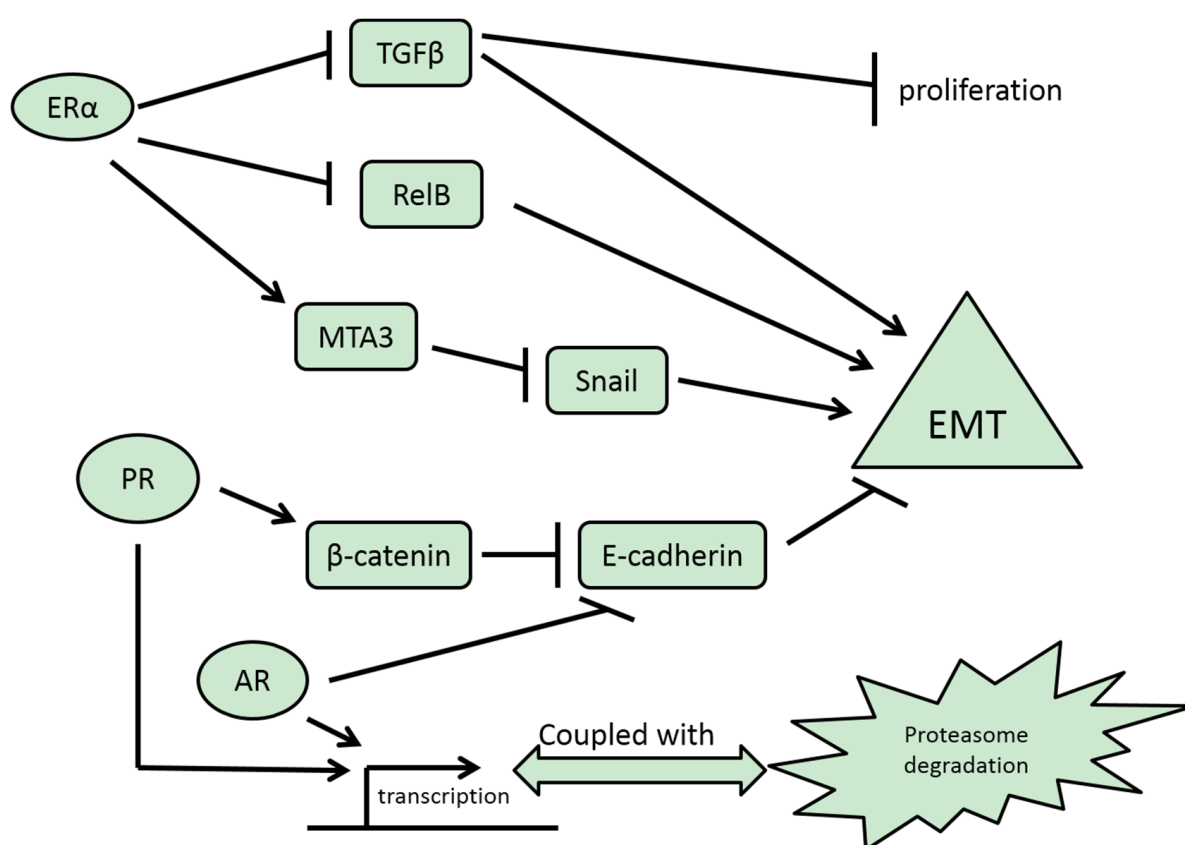 TGFβ
proliferation
ERα
RelB
MTA3
Snail
EMT
PR
β-catenin
E-cadherin
AR
Coupled with
Proteasome
degradation
transcription